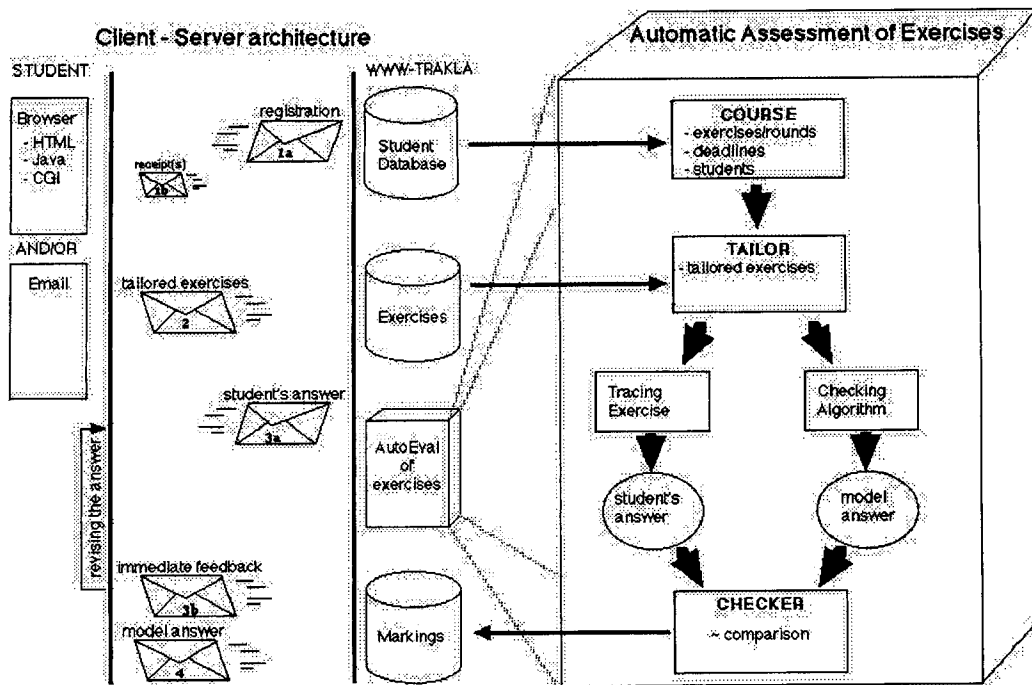 Client - Server architecture
Automatic Assessment of Exercises
STUDENT
WWW-TRAKLA
Browser
- HTML
- Java
- CGI
AND/OR
Email
registration
1a
receipt(s)
1b
tailored exercises
2
student's answer
3a
revising the answer
immediate feedback
3b
model answer
4
Student
Database
Exercises
AutoEval
of
exercises
Markings
COURSE
- exercises/rounds
- deadlines
- students
TAILOR
- tailored exercises
Tracing
Exercise
Checking
Algorithm
student's
answer
model
answer
CHECKER
- comparison